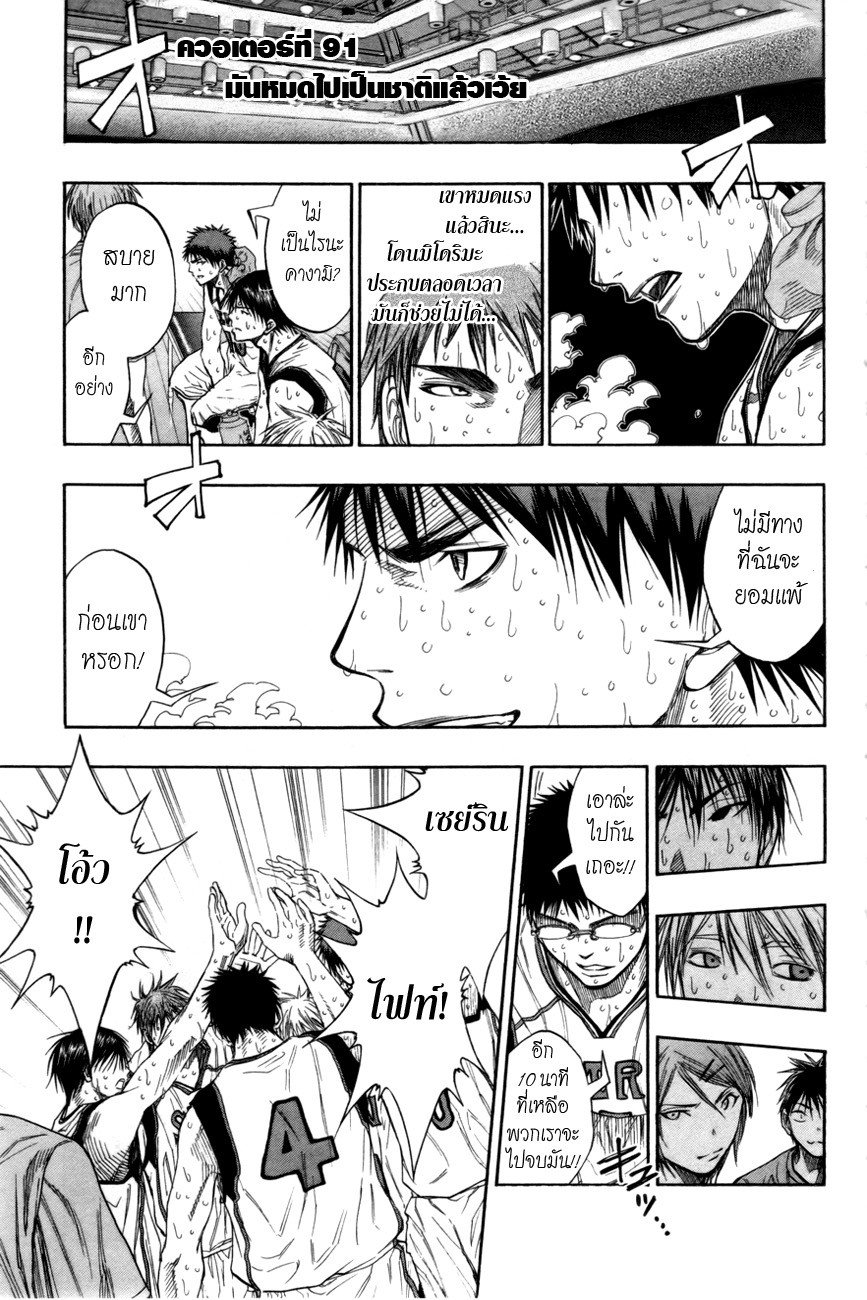 ควอเตอร์ที่ 91
มันหมดไปเป็นชาติแล้วเว้ย
オ
オ
เขาหมดแรง
แล้วสินะ...
โดนมิโดริมะ
ประกบตลอดเวลา
มันก็ช่วยไม่ได้...
ไม่
เป็นไรนะ
คางามิ?
สบาย
มาก
อีก
อย่าง
オ
ไม่มีทาง
ที่ฉันจะ
ยอมแพ้
ก่อนเขา
หรอก!
เอาล่ะ
ไปกัน
เถอะ!!
อีก
10 นาที
ที่เหลือ
พวกเราจะ
ไปจบมัน!!
ギュッ...
เซย์ริน
ไฟท์!
โอ้ว
!!
4